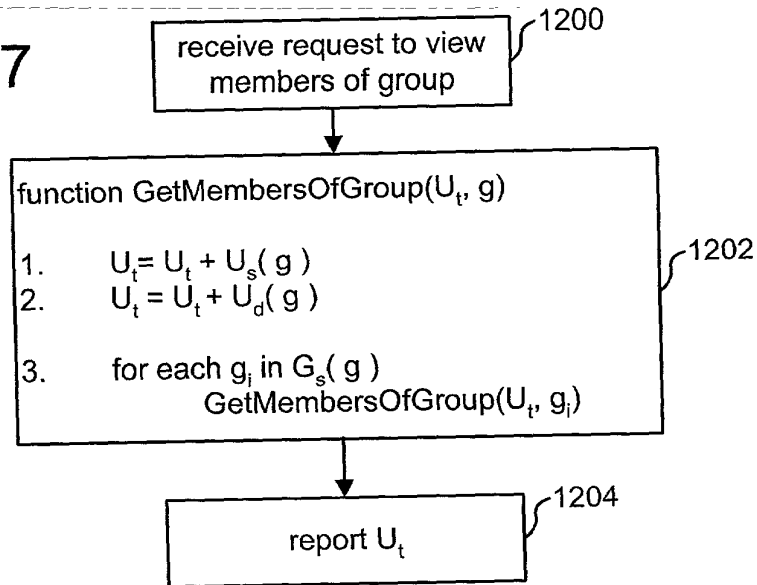 7
1200
receive request to view
members of group
function GetMembersOfGroup(Uₜ, g)
1. Uₜ= Uₜ + Uₛ( g )
2. Uₜ = Uₜ + U_d( g )
3. for each gᵢ in Gₛ( g )
GetMembersOfGroup(Uₜ, gᵢ)
1202
1204
report Uₜ